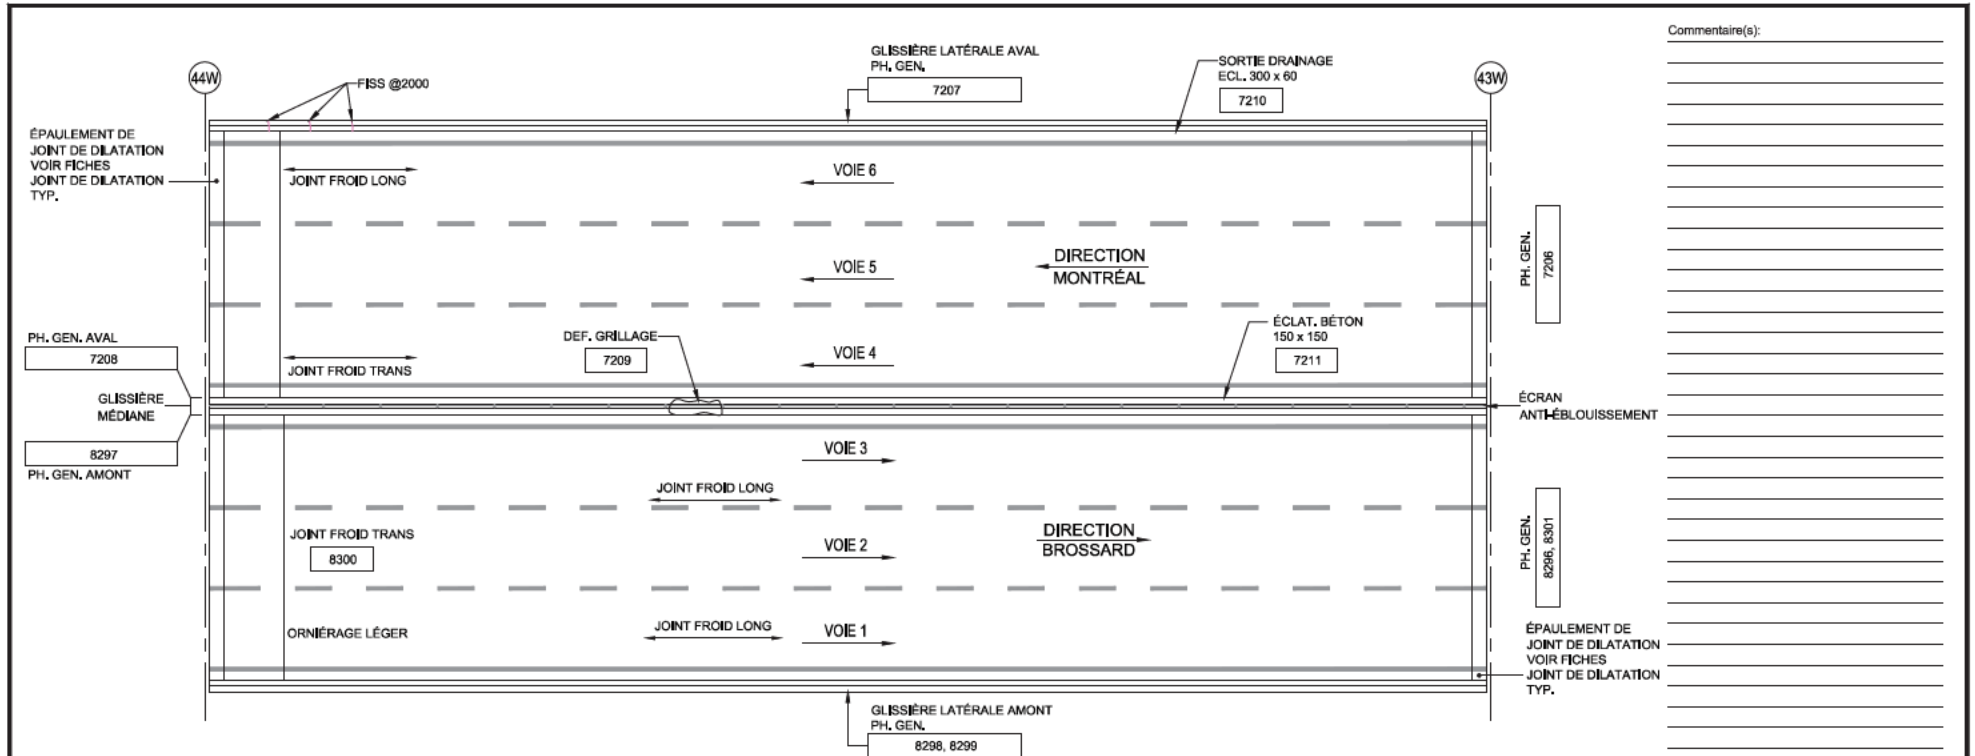 Commentaire(s):
44W
FISS @2000
GLISSIÈRE LATÉRALE AVAL
PH. GEN.
7207
SORTIE DRAINAGE
ECL. 300 x 60
7210
43W
ÉPAULEMENT DE
JOINT DE DILATATION
VOIR FICHES
JOINT DE DILATATION
TYP.
JOINT FROID LONG
VOIE 6
VOIE 5
DIRECTION
MONTRÉAL
PH. GEN.
7206
PH. GEN. AVAL
7208
DEF. GRILLAGE
7209
VOIE 4
ÉCLAT. BÉTON
150 x 150
7211
JOINT FROID TRANS
GLISSIÈRE
MÉDIANE
ÉCRAN
ANTI-ÉBLOUISSEMENT
8297
PH. GEN. AMONT
VOIE 3
JOINT FROID LONG
JOINT FROID TRANS
8300
VOIE 2
DIRECTION
BROSSARD
PH. GEN.
8296, 8301
ORNIÉRAGE LÉGER
JOINT FROID LONG
VOIE 1
ÉPAULEMENT DE
JOINT DE DILATATION
VOIR FICHES
JOINT DE DILATATION
TYP.
GLISSIÈRE LATÉRALE AMONT
PH. GEN.
8298, 8299